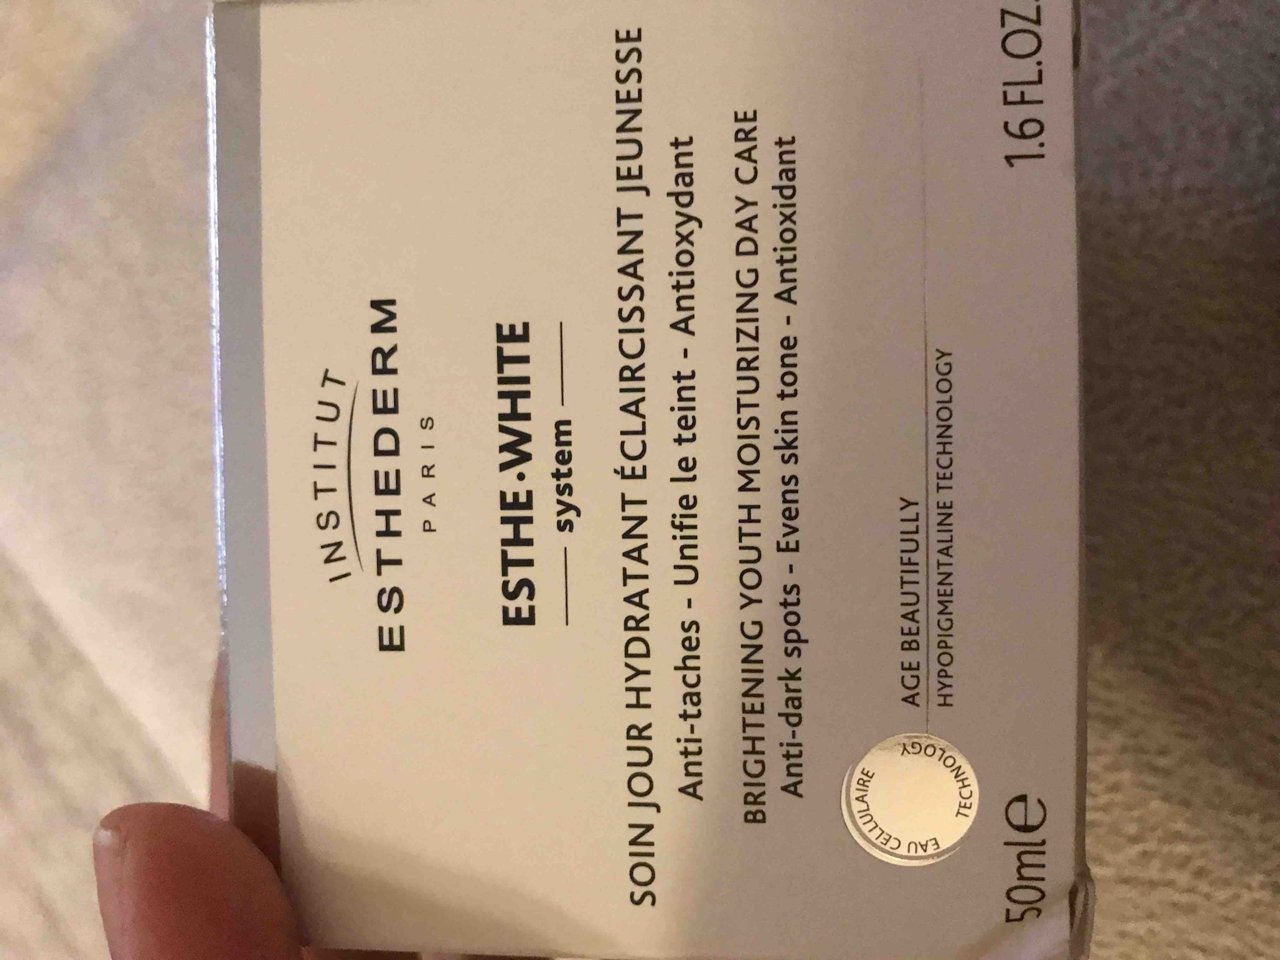 INSTITUT
ESTHEDERM
PARIS
ESTHE•WHITE
system
SOIN JOUR HYDRATANT ÉCLAIRCISSANT JEUNESSE
Anti-taches - Unifie le teint - Antioxydant
BRIGHTENING YOUTH MOISTURIZING DAY CARE
Anti-dark spots - Evens skin tone - Antioxidant
EAU CELLULAIRE
TECHNOLOGY
AGE BEAUTIFULLY
HYPOPIGMENTALINE TECHNOLOGY
50ml℮ 1.6 FL.OZ.